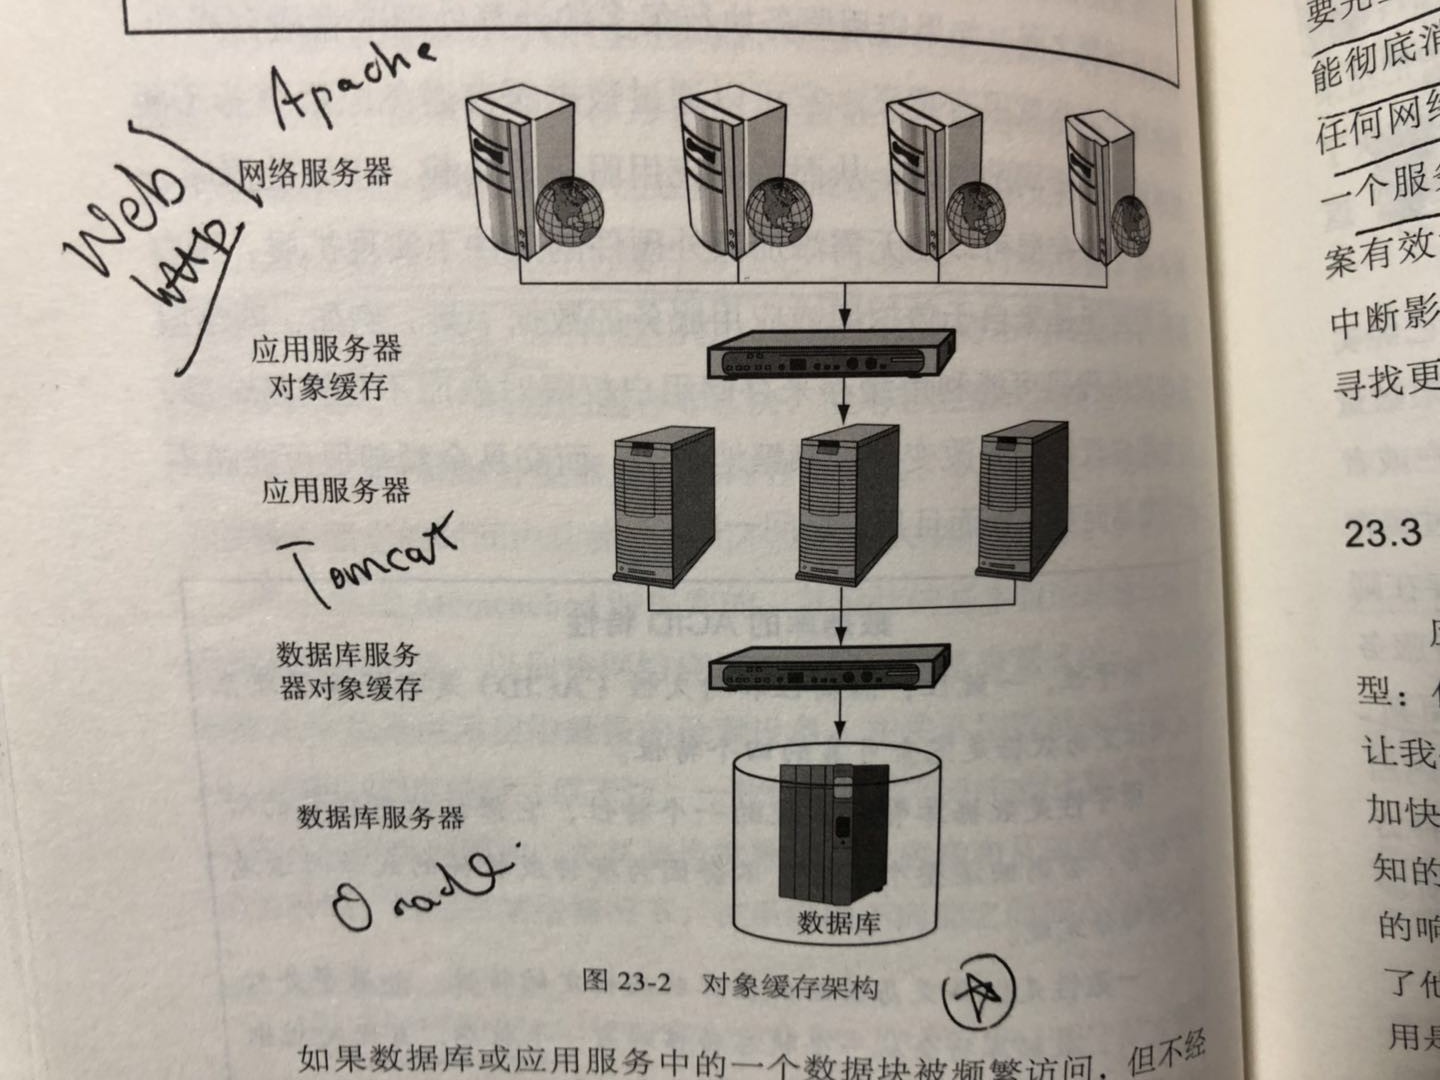 Apache
Web
http
网络服务器
应用服务器
对象缓存
应用服务器
Tomcat
数据库服务
器对象缓存
数据库服务器
Oracle.
数据库
图 23-2 对象缓存架构
如果数据库或应用服务中的一个数据块被频繁访问，但不经
能彻底消
任何网络
一个服务
案有效
中断影
寻找更
23.3
型：
让我
加快
知的
的响
了他
用是